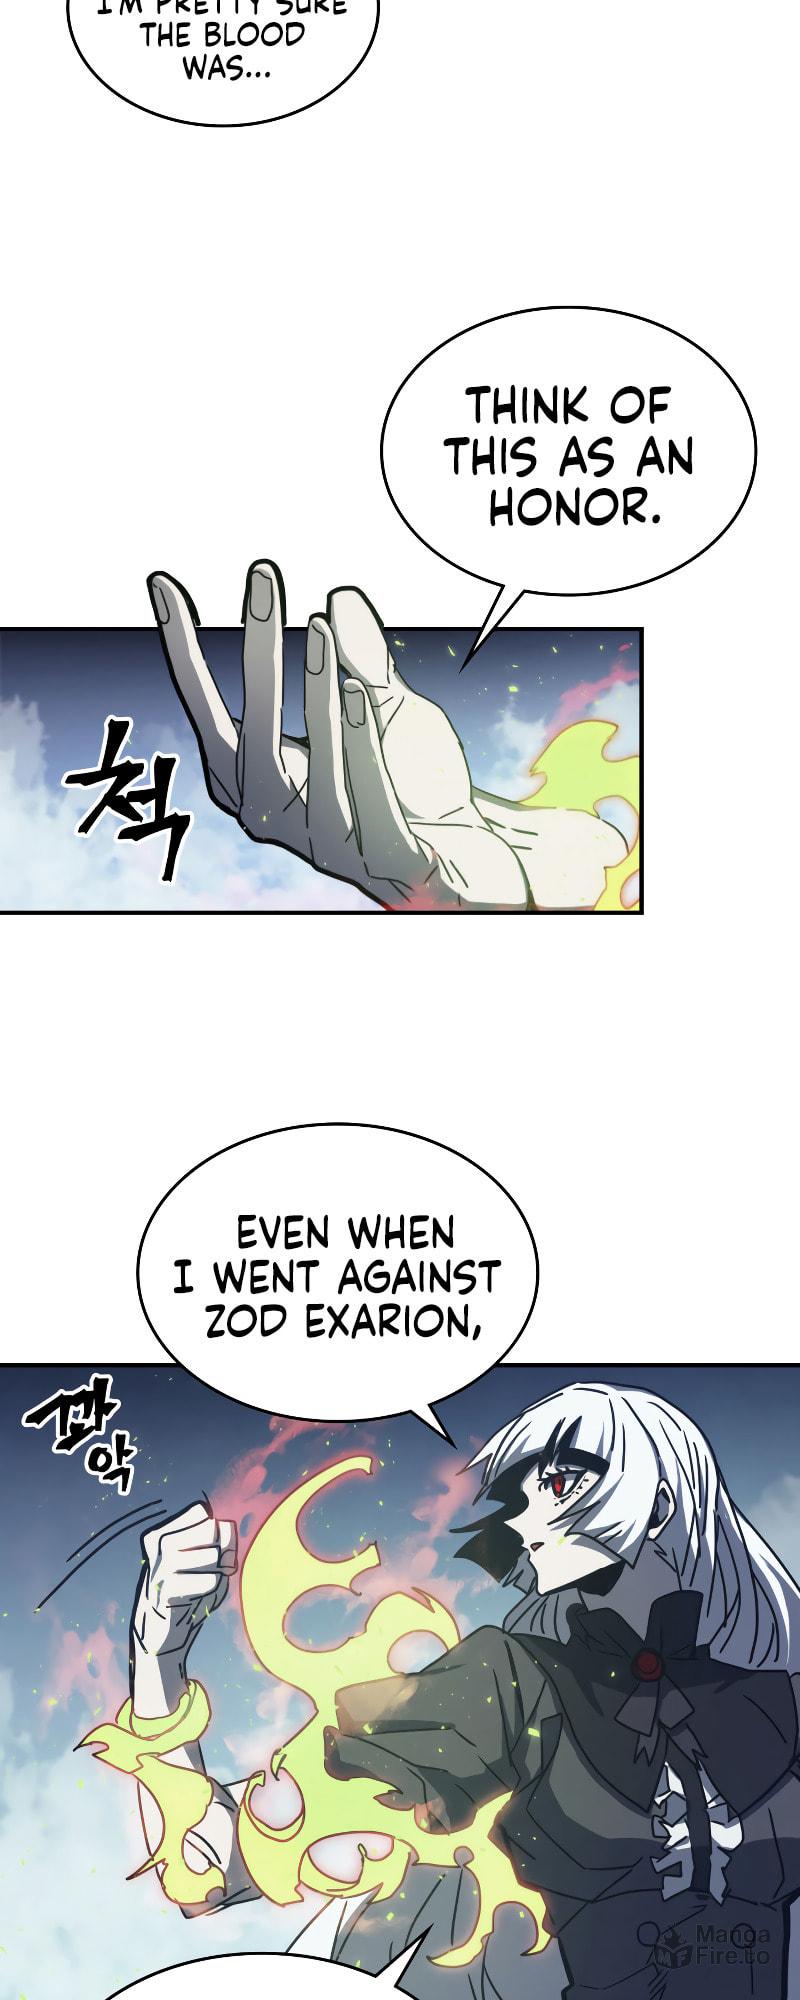 I'M PRETTY SURE
THE BLOOD
WAS...
THINK OF
THIS AS AN
HONOR.
척
EVEN WHEN
I WENT AGAINST
ZOD EXARION,
꽈
악
Manga
Fire.to